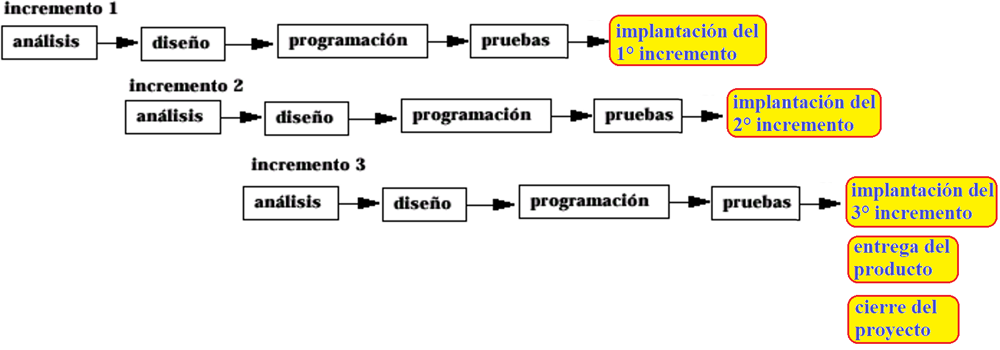 incremento 1
análisis
diseño
programación
pruebas
implantación del
1° incremento
incremento 2
análisis
diseño
programación
pruebas
implantación del
2° incremento
incremento 3
análisis
diseño
programación
pruebas
implantación del
3° incremento
entrega del
producto
cierre del
proyecto